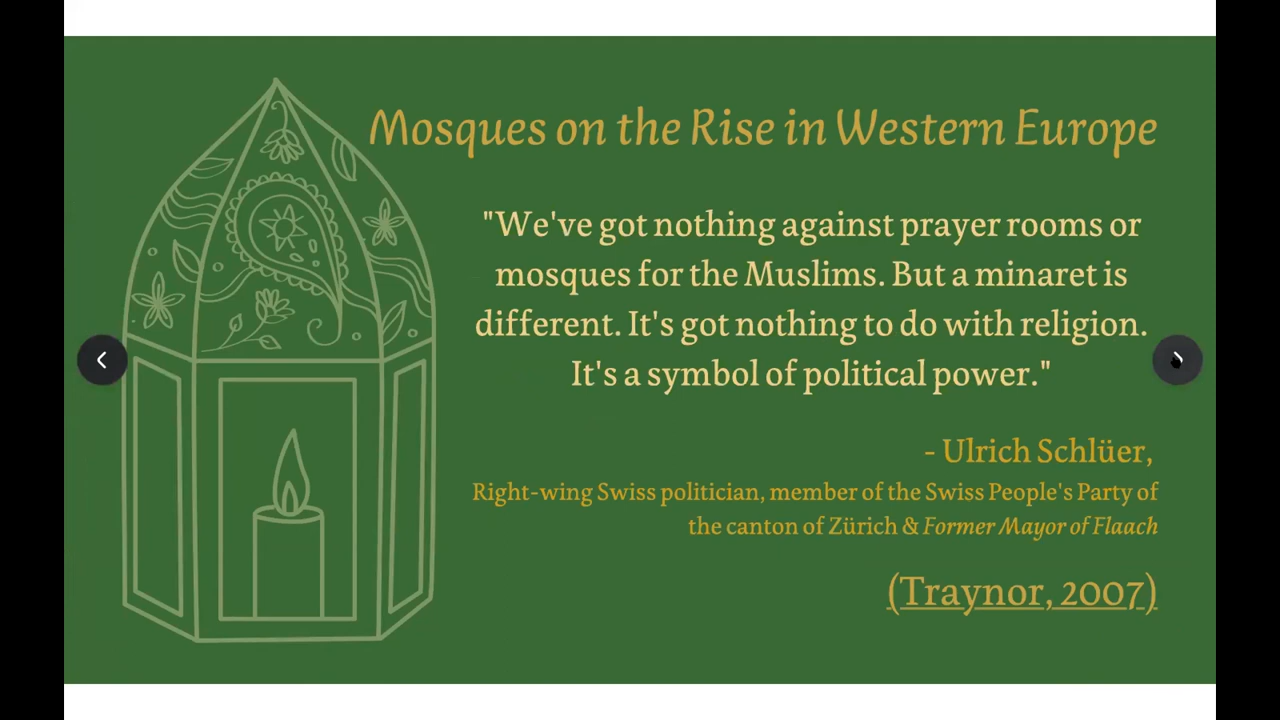 Mosques on the Rise in Western Europe
"We've got nothing against prayer rooms or
mosques for the Muslims. But a minaret is
different. It's got nothing to do with religion.
It's a symbol of political power."
- Ulrich Schlüer,
Right-wing Swiss politician, member of the Swiss People's Party of
the canton of Zürich & Former Mayor of Flaach
(Traynor, 2007)